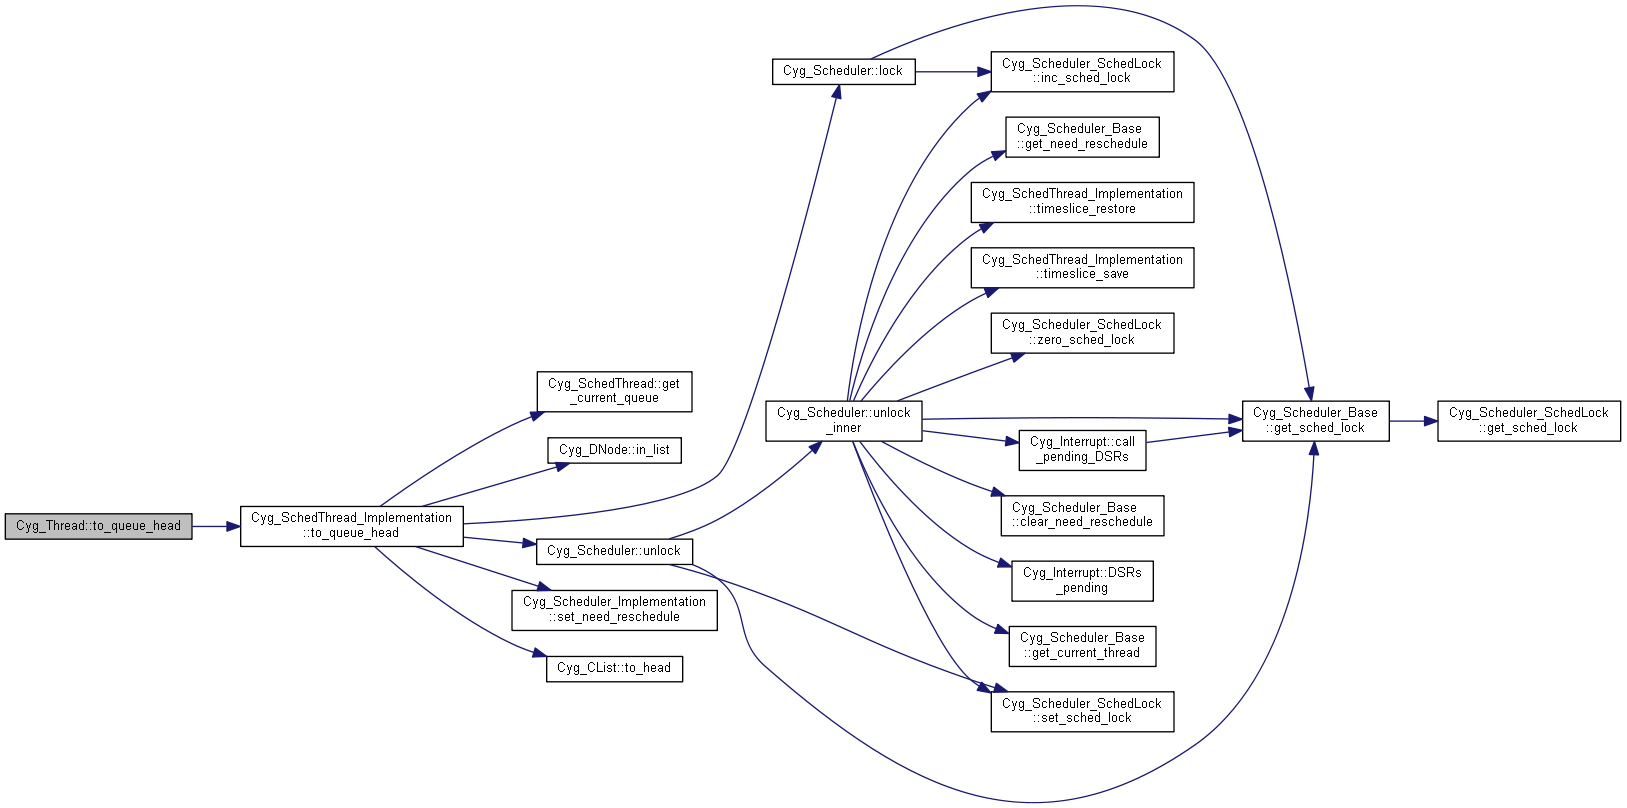 Cyg_Thread::to_queue_head
Cyg_SchedThread_Implementation
::to_queue_head
Cyg_SchedThread::get
_current_queue
Cyg_DNode::in_list
Cyg_Scheduler::unlock
Cyg_Scheduler_Implementation
::set_need_reschedule
Cyg_CList::to_head
Cyg_Scheduler::lock
Cyg_Scheduler::unlock
_inner
Cyg_Scheduler_SchedLock
::inc_sched_lock
Cyg_Scheduler_Base
::get_need_reschedule
Cyg_SchedThread_Implementation
::timeslice_restore
Cyg_SchedThread_Implementation
::timeslice_save
Cyg_Scheduler_SchedLock
::zero_sched_lock
Cyg_Interrupt::call
_pending_DSRs
Cyg_Scheduler_Base
::clear_need_reschedule
Cyg_Interrupt::DSRs
_pending
Cyg_Scheduler_Base
::get_current_thread
Cyg_Scheduler_SchedLock
::set_sched_lock
Cyg_Scheduler_Base
::get_sched_lock
Cyg_Scheduler_SchedLock
::get_sched_lock